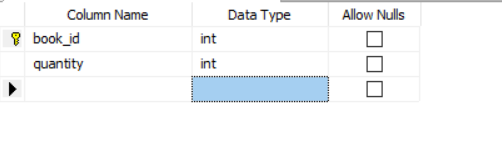 Column Name Data Type Allow Nulls
book_id int
quantity int